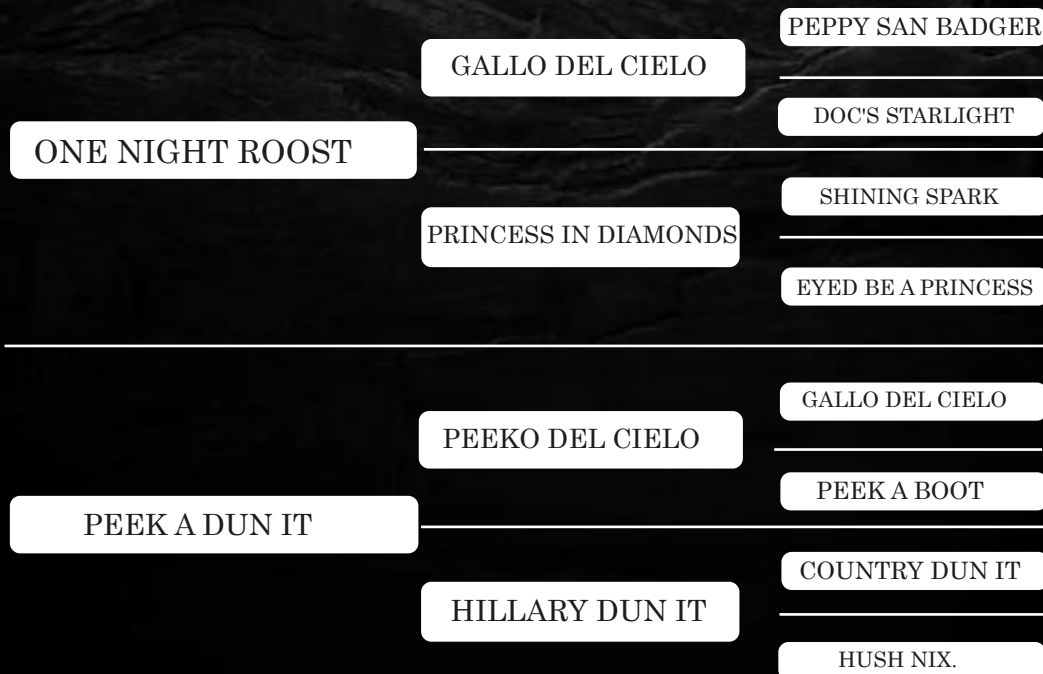 PEPPY SAN BADGER
GALLO DEL CIELO
DOC'S STARLIGHT
ONE NIGHT ROOST
SHINING SPARK
PRINCESS IN DIAMONDS
EYED BE A PRINCESS
GALLO DEL CIELO
PEEKO DEL CIELO
PEEK A BOOT
PEEK A DUN IT
COUNTRY DUN IT
HILLARY DUN IT
HUSH NIX.